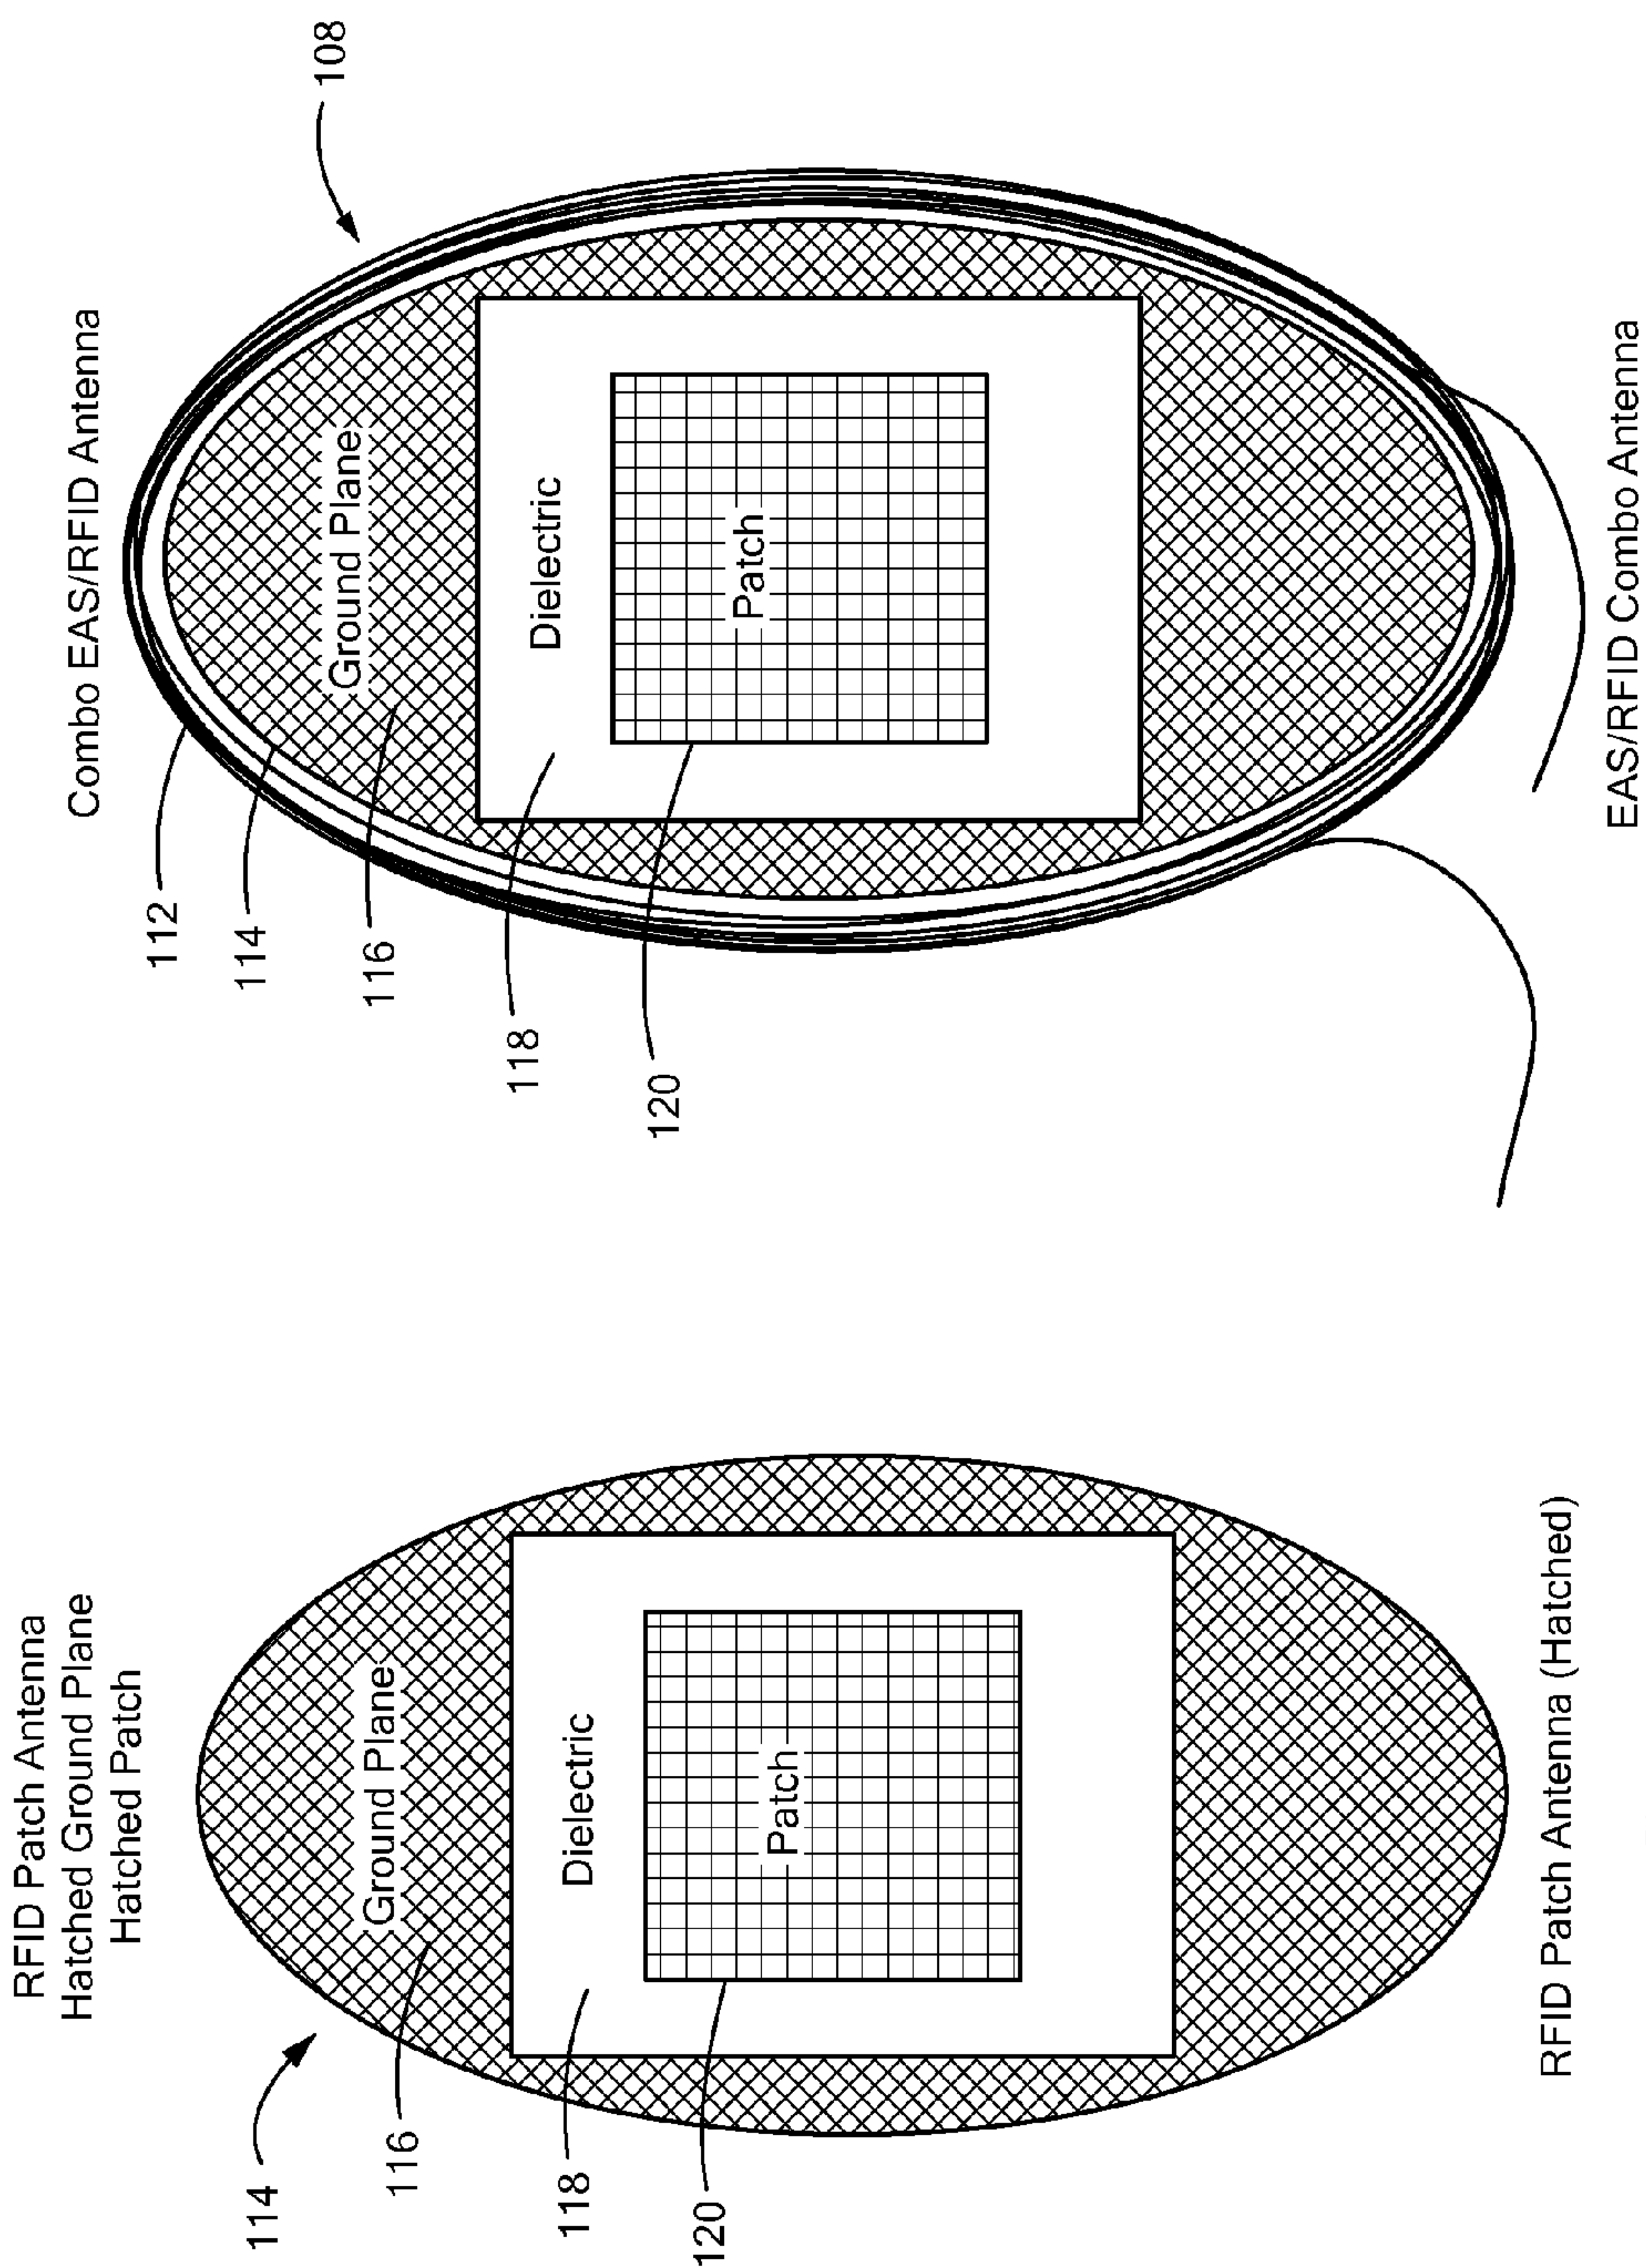 RFID Patch Antenna
Hatched Ground Plane
Hatched Patch
114
116
Ground Plane
118
Dielectric
120
Patch
RFID Patch Antenna (Hatched)
Combo EAS/RFID Antenna
108
112
114
116
Ground Plane
118
Dielectric
120
Patch
EAS/RFID Combo Antenna